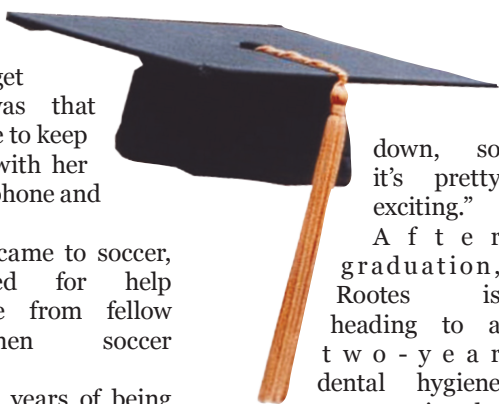 get
was that
to keep
with her
phone and
came to soccer,
for help
from fellow
soccer
years of being
down, so
it's pretty
exciting."
After
graduation,
Rootes is
heading to a
two-year
dental hygiene